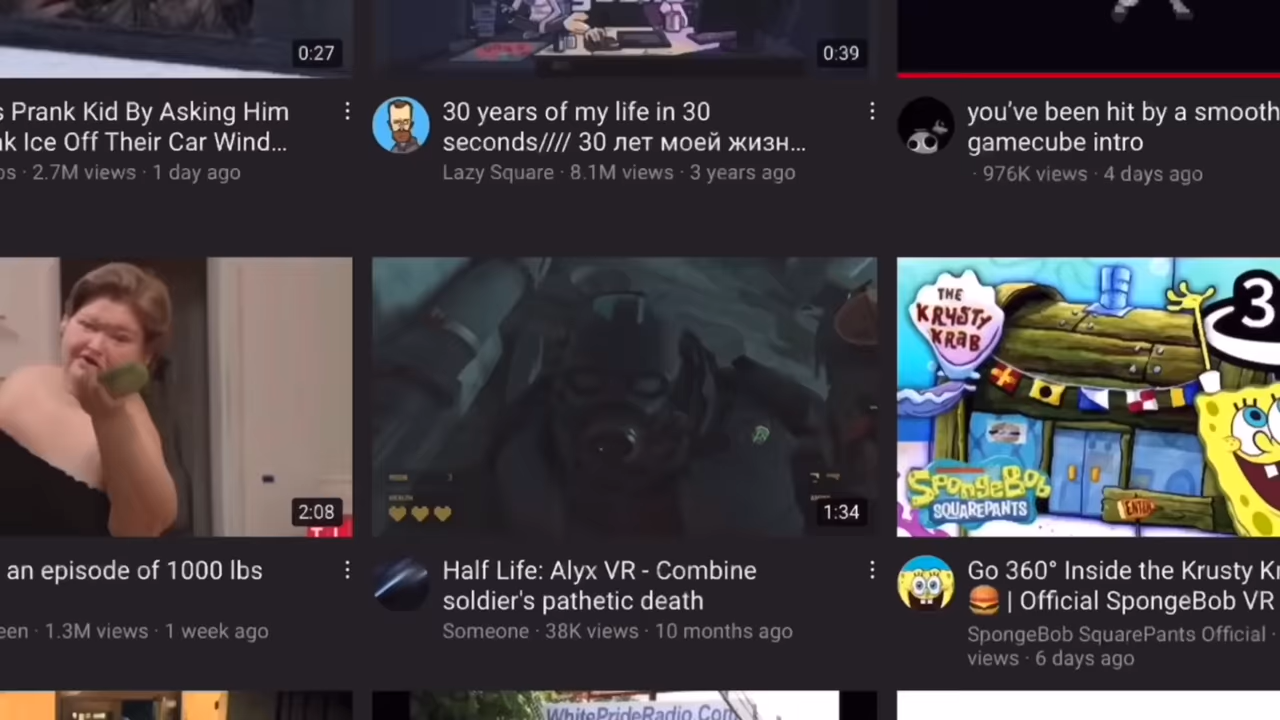 0:27
0:39
s Prank Kid By Asking Him
nk Ice Off Their Car Wind...
os · 2.7M views · 1 day ago
30 years of my life in 30
seconds//// 30 лет моей жизн...
Lazy Square · 8.1M views · 3 years ago
you've been hit by a smooth
gamecube intro
· 976K views · 4 days ago
2:08
HEALTH
1:34
THE
KRUSTY
KRAB
3
SPONGEBOB
SQUAREPANTS
ENTER
an episode of 1000 lbs
een · 1.3M views · 1 week ago
Half Life: Alyx VR - Combine
soldier's pathetic death
Someone · 38K views · 10 months ago
Go 360° Inside the Krusty Kr
🍔 | Official SpongeBob VR
SpongeBob SquarePants Official ·
views · 6 days ago
WhitePrideRadio.Com